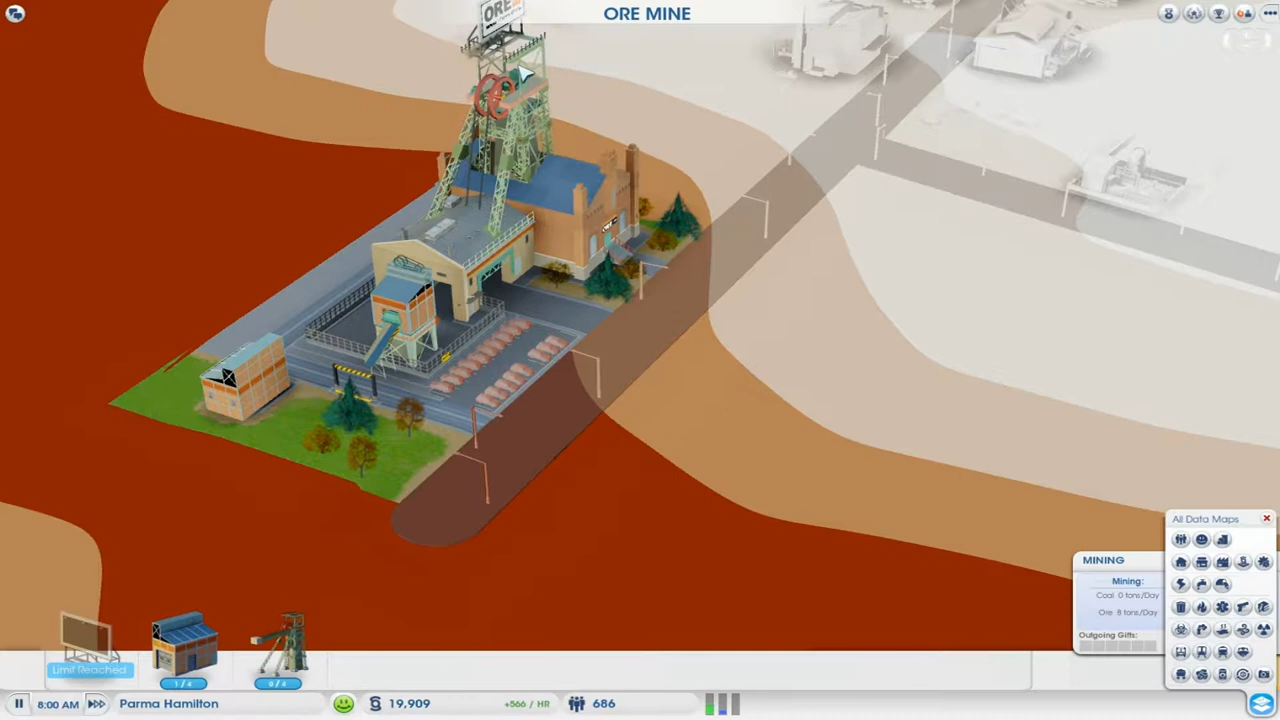 ORE
ORE MINE
All Data Maps
MINING
Mining:
Coal 0 tons/Day
Ore 8 tons/Day
Outgoing Gifts:
Limit Reached
1 / 4
0 / 4
8:00 AM
Parma Hamilton
19,909
+566 / HR
686